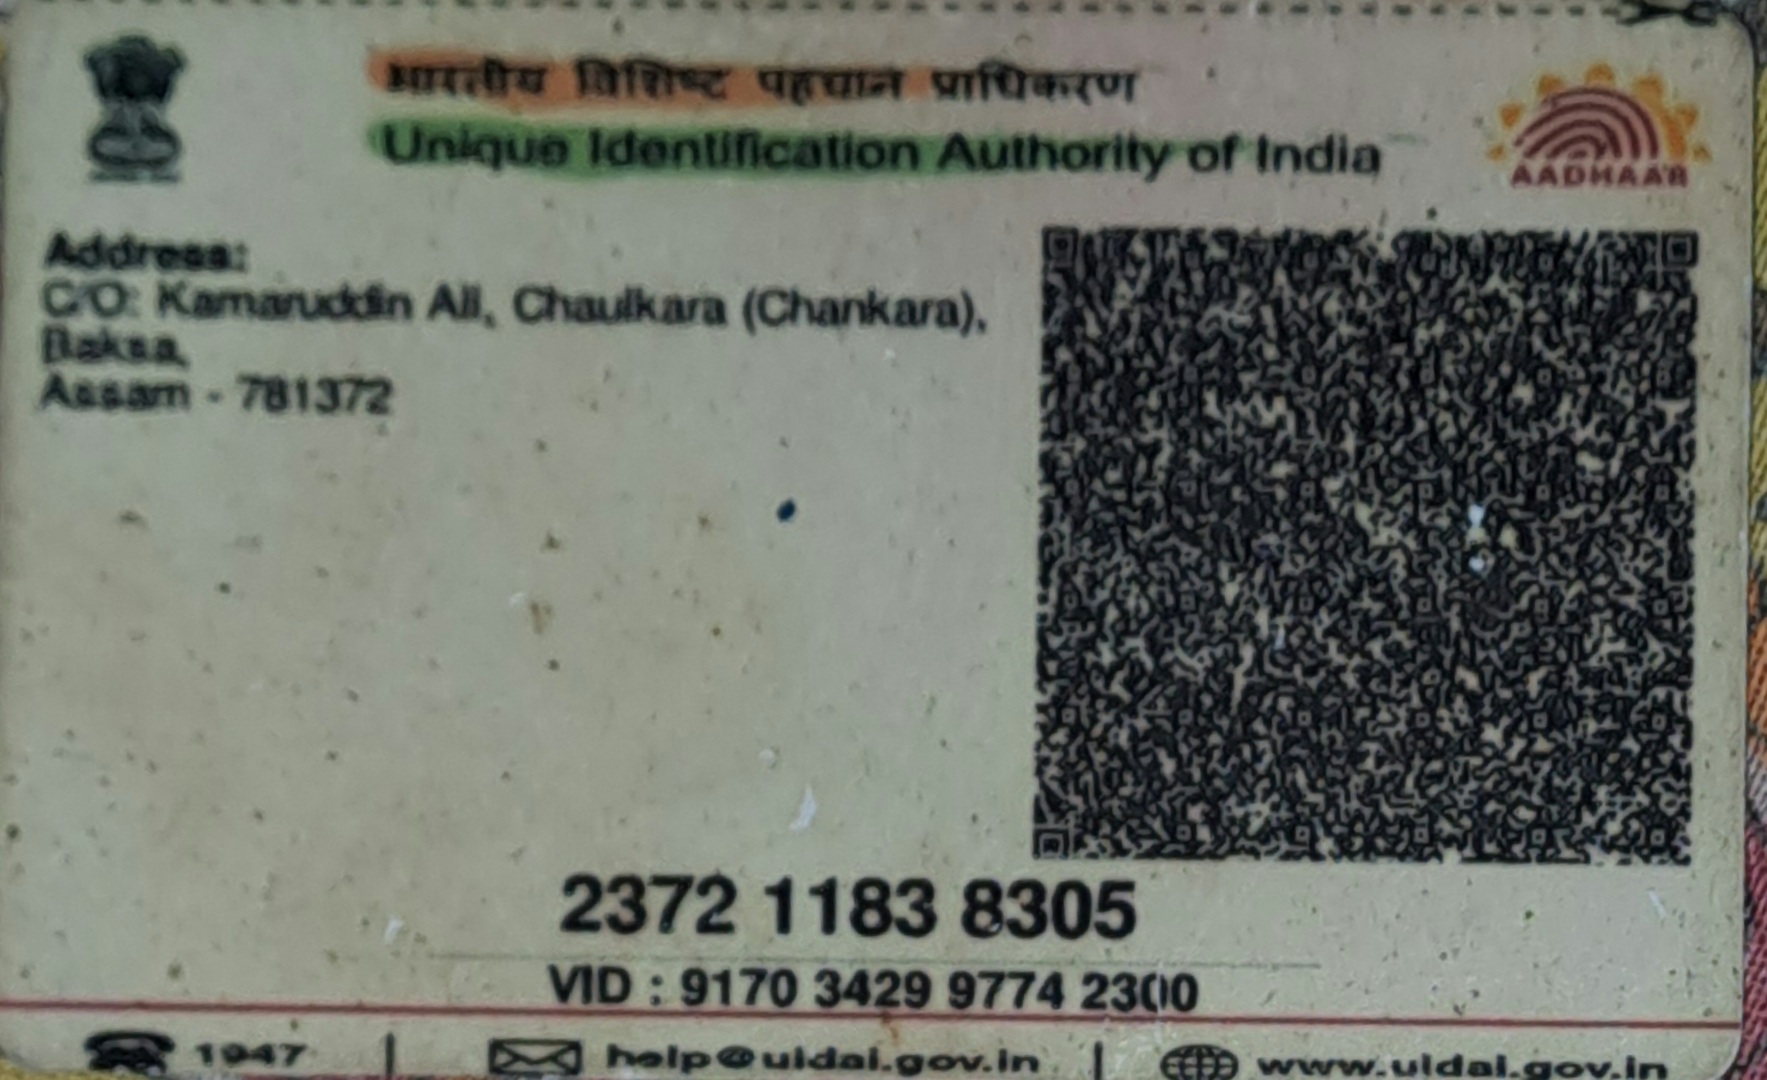 भारतीय विशिष्ट पहचान प्राधिकरण
Unique Identification Authority of India
AADHAAR
Address:
C/O: Kamaruddin Ali, Chaulkara (Chankara),
Baksa,
Assam - 781372
2372 1183 8305
VID : 9170 3429 9774 2300
1947 | help@uidai.gov.in | www.uidai.gov.in